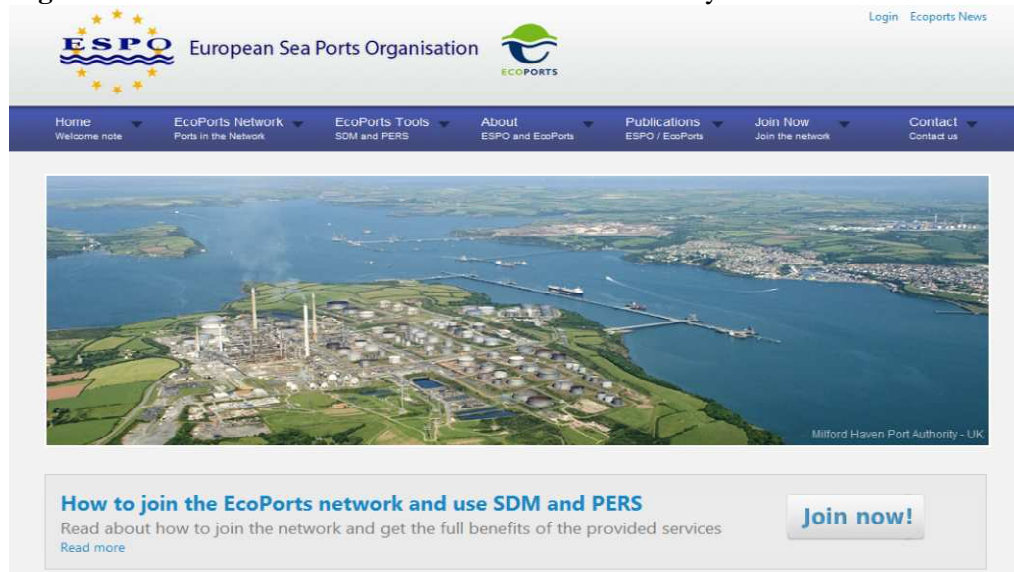 Login Ecoports News
ESPO European Sea Ports Organisation
ECOPORTS
Home EcoPorts Network EcoPorts Tools About Publications Join Now Contact
Welcome note Ports in the Network SDM and PERS ESPO and EcoPorts ESPO / EcoPorts Join the network Contact us
Milford Haven Port Authority - UK
How to join the EcoPorts network and use SDM and PERS
Read about how to join the network and get the full benefits of the provided services
Read more
Join now!